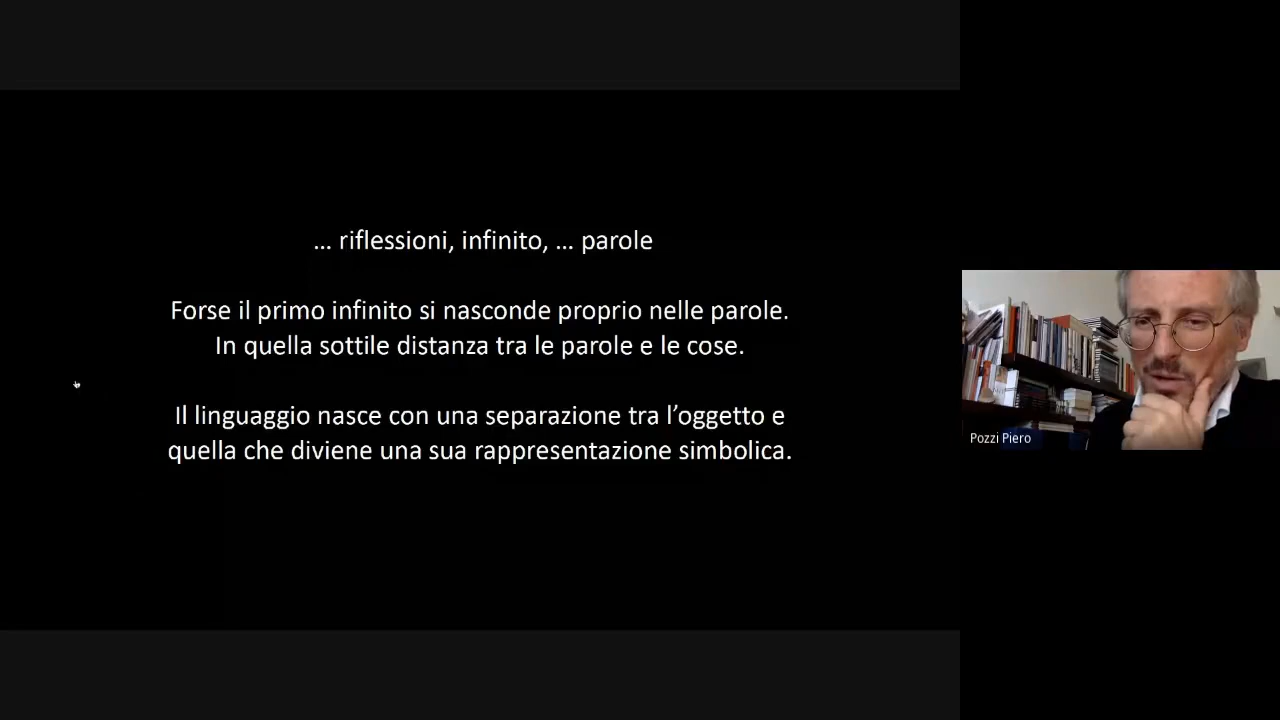 ... riflessioni, infinito, ... parole
Forse il primo infinito si nasconde proprio nelle parole.
In quella sottile distanza tra le parole e le cose.
Il linguaggio nasce con una separazione tra l’oggetto e
quella che diviene una sua rappresentazione simbolica.
Pozzi Piero